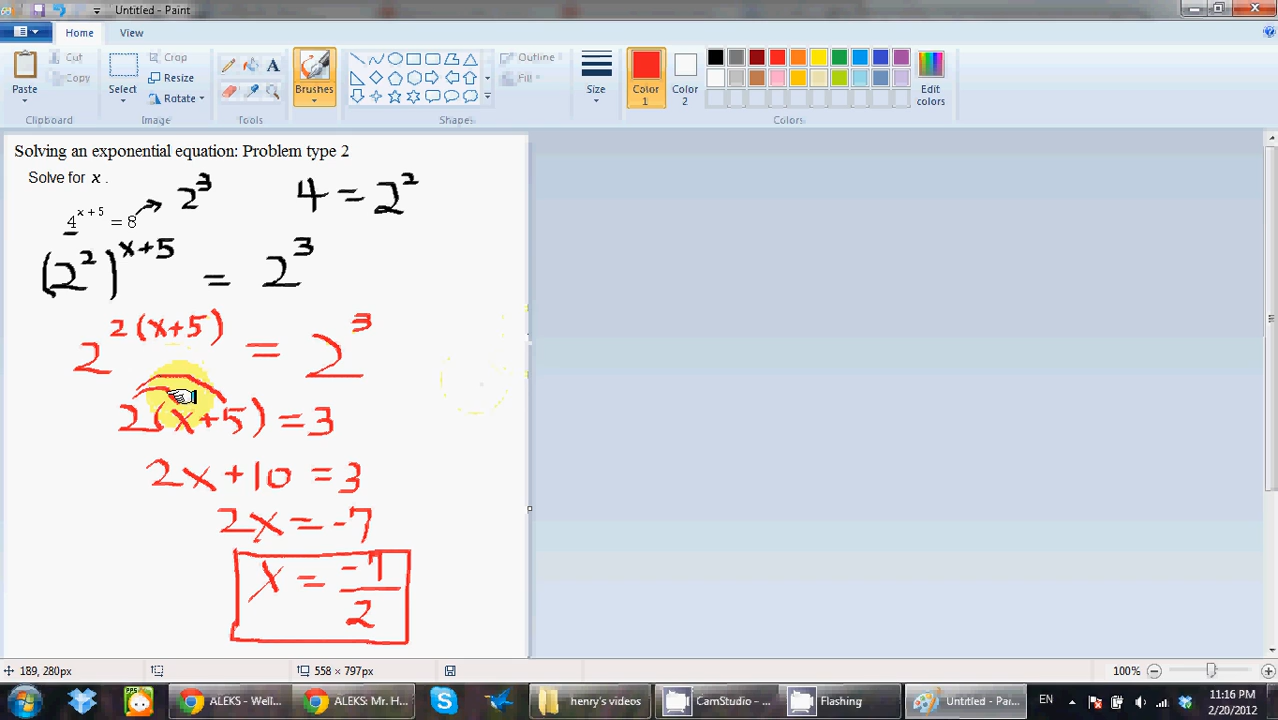 Untitled - Paint
Home View
Paste
Cut
Copy
Clipboard
Select
Crop
Resize
Rotate
Image
Tools
Brushes
Shapes
Outline
Fill
Size
Color 1
Color 2
Edit colors
Colors
Solving an exponential equation: Problem type 2
Solve for x .
4^(x + 5) = 8 → 2^3 4 = 2^2
(2^2)^(x+5) = 2^3
2^(2(x+5)) = 2^3
2(x+5) = 3
2x+10 = 3
2x = -7
x = -7/2
189, 280px 558 × 797px 100%
ALEKS - Well... ALEKS: Mr. H... henry's videos CamStudio - ... Flashing Untitled - Pai... EN 11:16 PM
2/20/2012